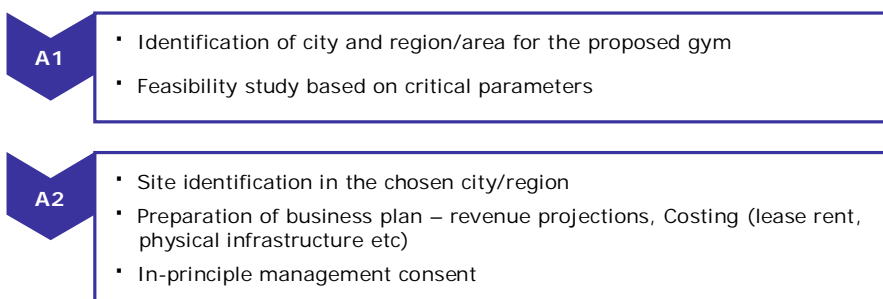 A1
▪ Identification of city and region/area for the proposed gym
▪ Feasibility study based on critical parameters
A2
▪ Site identification in the chosen city/region
▪ Preparation of business plan – revenue projections, Costing (lease rent,
physical infrastructure etc)
▪ In-principle management consent